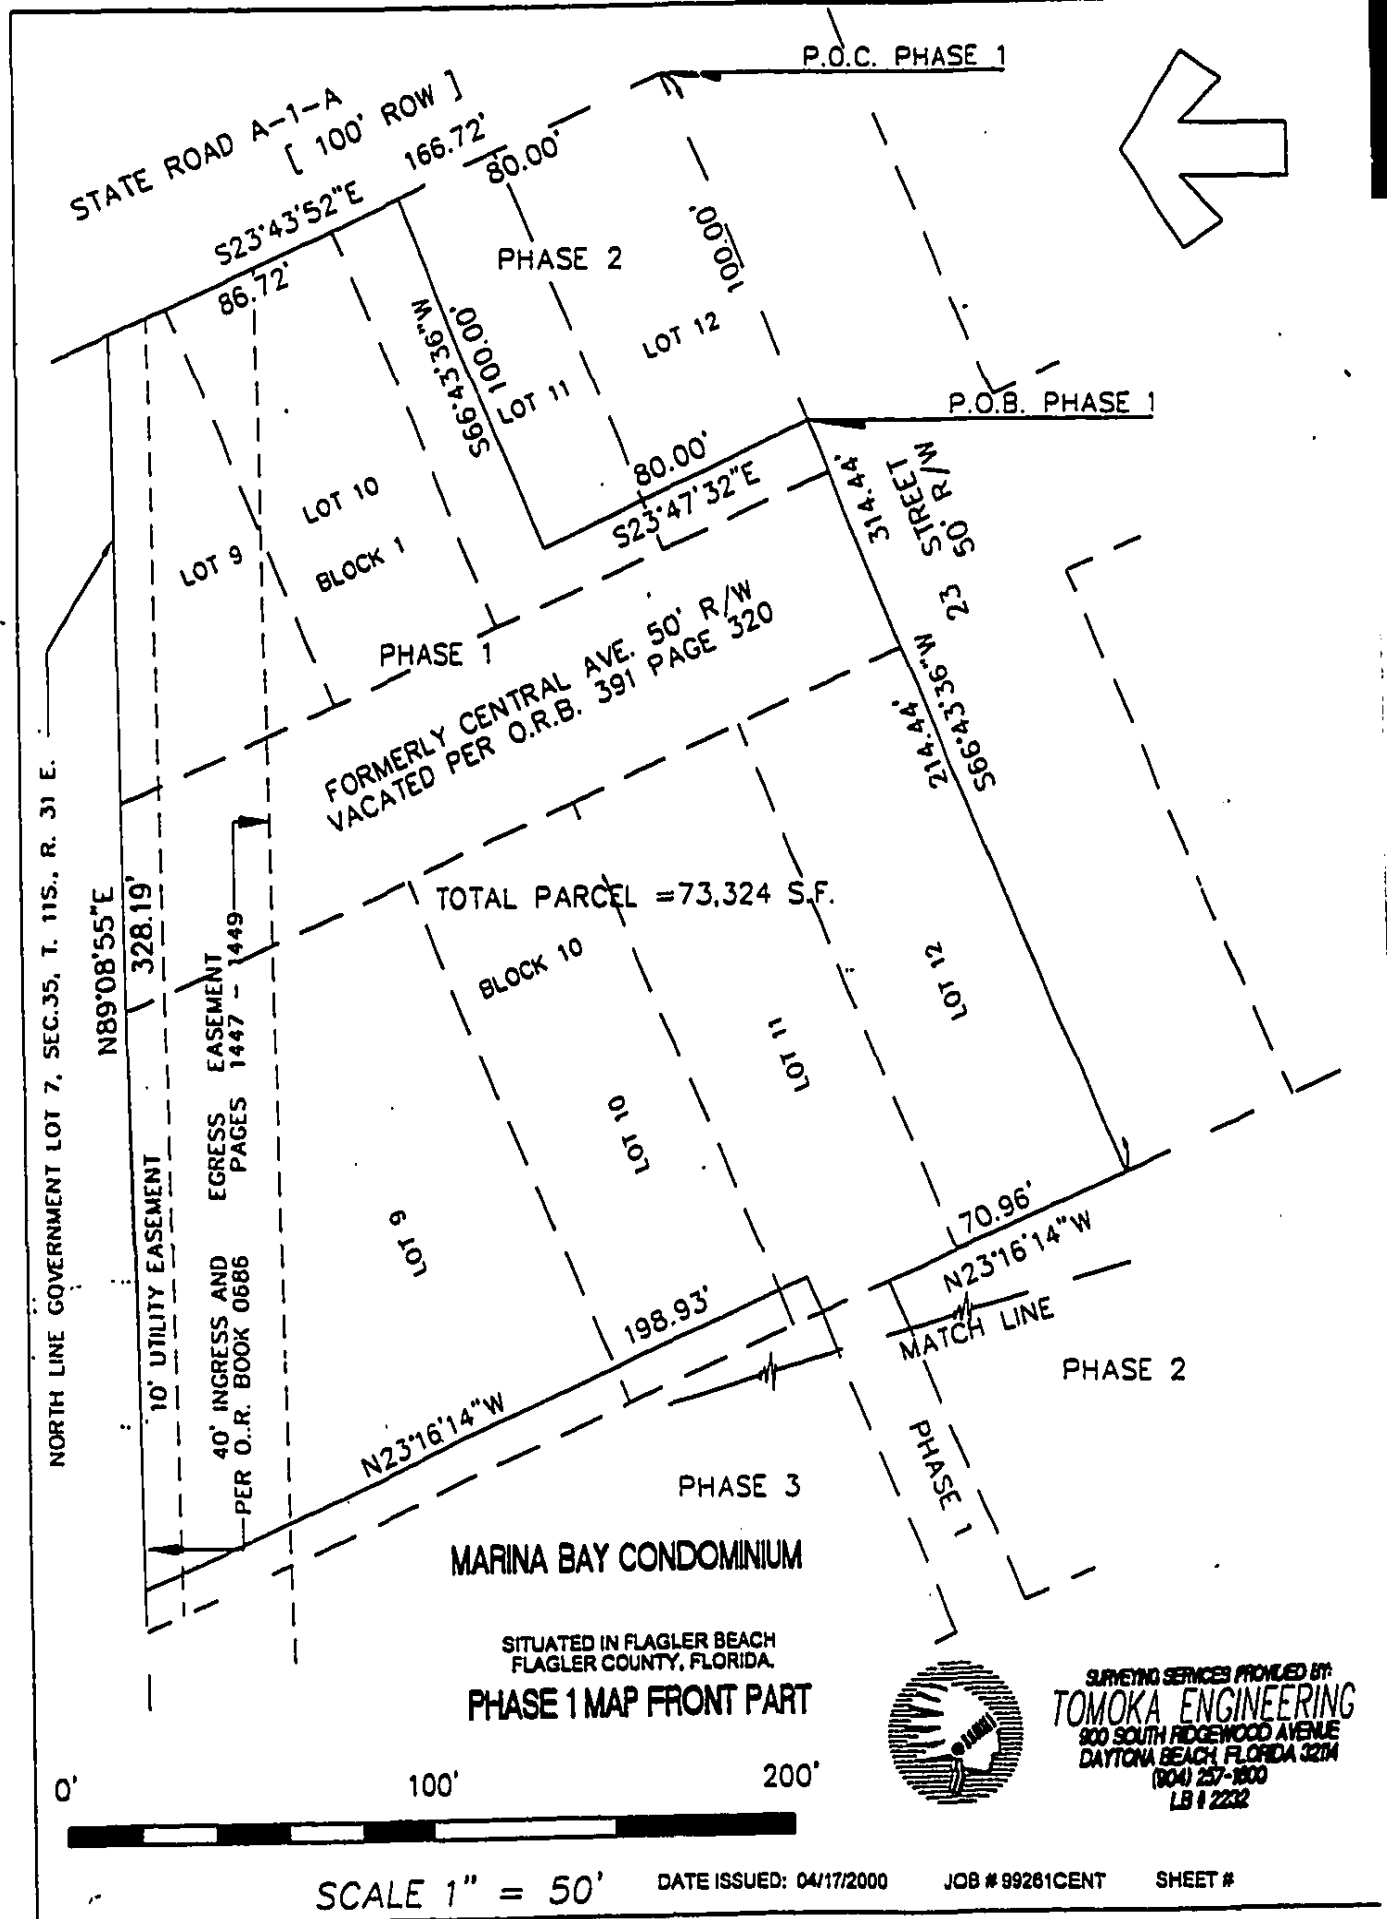 P.O.C. PHASE 1
STATE ROAD A-1-A
[ 100' ROW ]
166.72'
80.00'
S23°43'52"E
86.72'
PHASE 2
100.00'
S66°43'36"W
100.00'
LOT 12
LOT 11
P.O.B. PHASE 1
80.00'
S23°47'32"E
314.44'
23 STREET
50' R/W
LOT 10
LOT 9
BLOCK 1
PHASE 1
FORMERLY CENTRAL AVE. 50' R/W
VACATED PER O.R.B. 391 PAGE 320
214.44'
S66°43'36"W
NORTH LINE GOVERNMENT LOT 7, SEC.35, T. 11S., R. 31 E.
N89°08'55"E
328.19'
TOTAL PARCEL =73,324 S.F.
BLOCK 10
LOT 12
LOT 11
LOT 10
LOT 9
10' UTILITY EASEMENT
40' INGRESS AND EGRESS EASEMENT
PER O.R. BOOK 0686 PAGES 1447 - 1449
70.96'
N23°16'14"W
198.93'
N23°16'14"W
MATCH LINE
PHASE 2
PHASE 1
PHASE 3
MARINA BAY CONDOMINIUM
SITUATED IN FLAGLER BEACH
FLAGLER COUNTY, FLORIDA.
PHASE 1 MAP FRONT PART
SURVEYING SERVICES PROVIDED BY:
TOMOKA ENGINEERING
900 SOUTH RIDGEWOOD AVENUE
DAYTONA BEACH, FLORIDA 32114
(904) 257-1600
LB # 2232
0' 100' 200'
SCALE 1" = 50'
DATE ISSUED: 04/17/2000 JOB # 99261CENT SHEET #